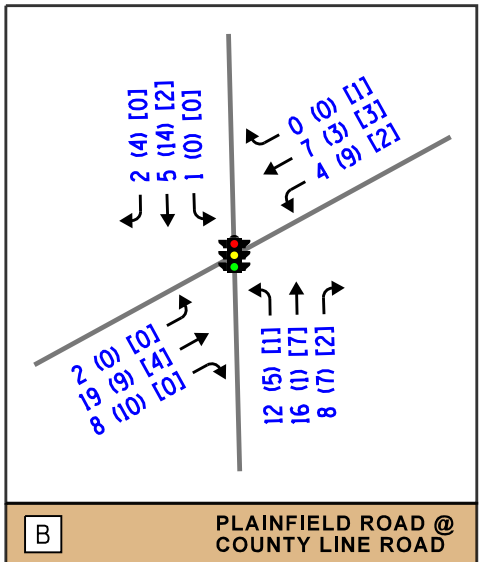 2 (4) [0]
5 (14) [2]
1 (0) [0]
0 (0) [1]
7 (3) [3]
4 (9) [2]
2 (0) [0]
19 (9) [4]
8 (10) [0]
12 (5) [1]
16 (1) [7]
8 (7) [2]
B
PLAINFIELD ROAD @
COUNTY LINE ROAD